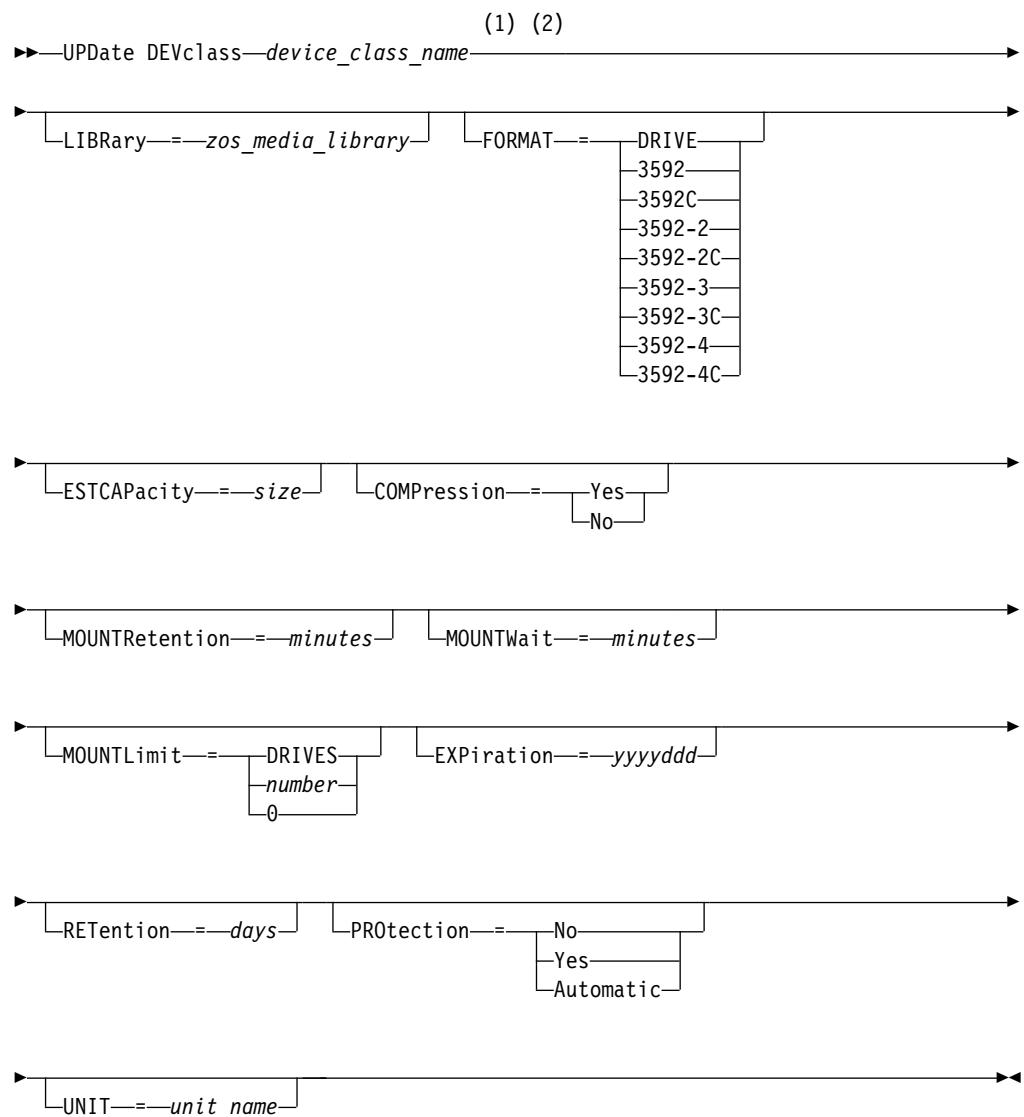 (1) (2)
UPDate DEVclass device_class_name
LIBRary = zos_media_library FORMAT = DRIVE
3592
3592C
3592-2
3592-2C
3592-3
3592-3C
3592-4
3592-4C
ESTCAPacity = size COMPression = Yes
No
MOUNTRetention = minutes MOUNTWait = minutes
MOUNTLimit = DRIVES EXPiration = yyyyddd
number
0
RETention = days PROtection = No
Yes
Automatic
UNIT = unit_name